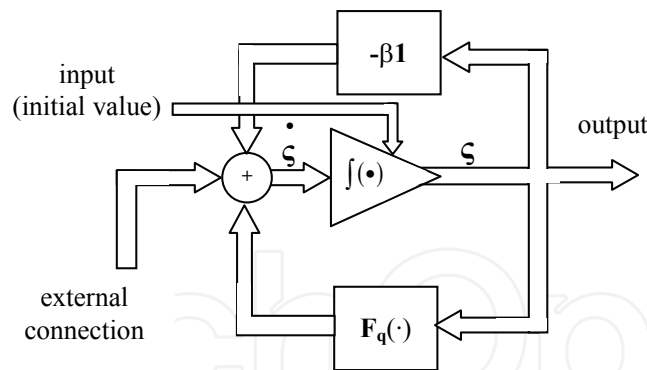 -β1
input
(initial value)
output
ς̇
ς
+
∫(•)
external
connection
F_q(·)